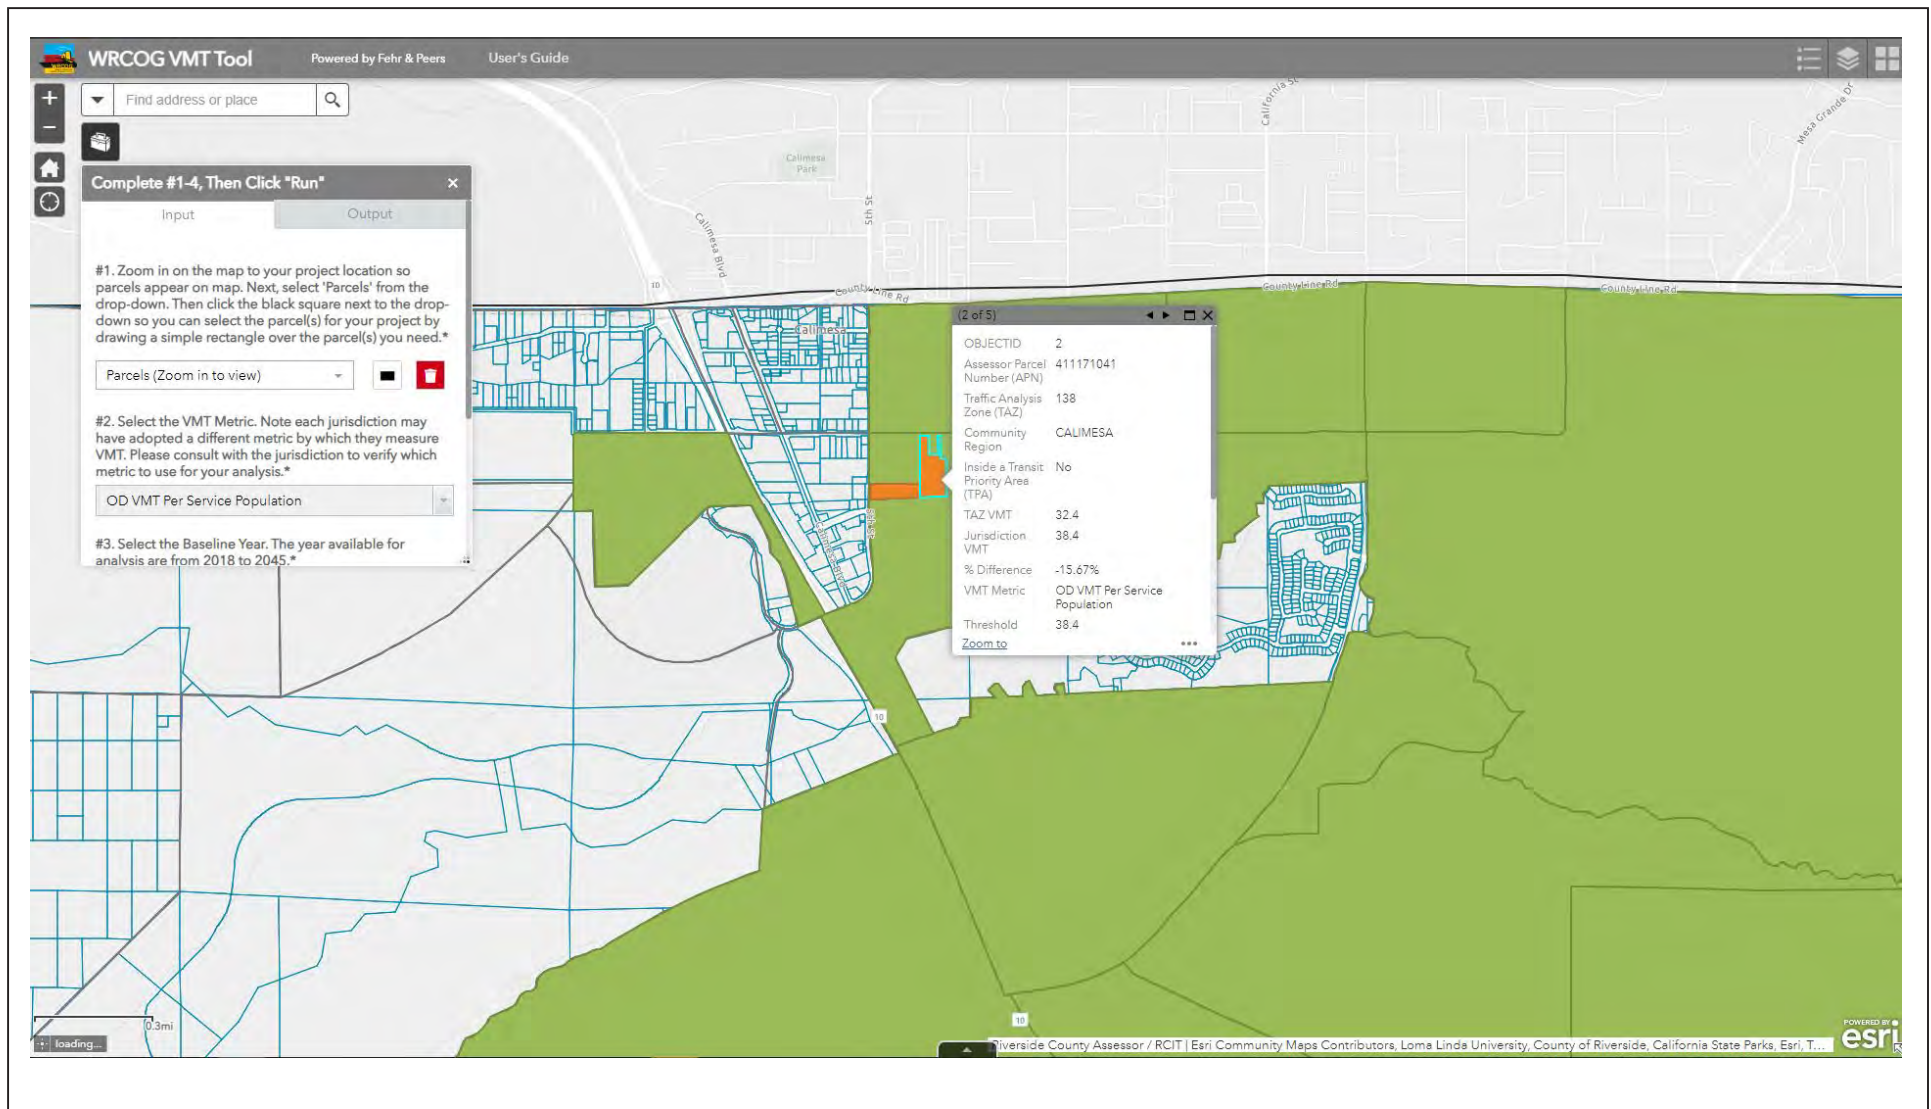 WRCOG VMT Tool
Powered by Fehr & Peers
User's Guide
Find address or place
Complete #1-4, Then Click "Run"
Input
Output
#1. Zoom in on the map to your project location so
parcels appear on map. Next, select 'Parcels' from the
drop-down. Then click the black square next to the drop-
down so you can select the parcel(s) for your project by
drawing a simple rectangle over the parcel(s) you need.*
Parcels (Zoom in to view)
#2. Select the VMT Metric. Note each jurisdiction may
have adopted a different metric by which they measure
VMT. Please consult with the jurisdiction to verify which
metric to use for your analysis.*
OD VMT Per Service Population
#3. Select the Baseline Year. The year available for
analysis are from 2018 to 2045.*
Calimesa
Park
California St
Mesa Grande Dr
5th St
Calimesa Blvd
10
County Line Rd
County Line Rd
County Line Rd
Calimesa
(2 of 5)
OBJECTID 2
Assessor Parcel 411171041
Number (APN)
Traffic Analysis 138
Zone (TAZ)
Community CALIMESA
Region
Inside a Transit No
Priority Area
(TPA)
TAZ VMT 32.4
Jurisdiction 38.4
VMT
% Difference -15.67%
VMT Metric OD VMT Per Service
Population
Threshold 38.4
Zoom to
5th St
Calimesa Blvd
10
10
0.3mi
loading...
Riverside County Assessor / RCIT | Esri Community Maps Contributors, Loma Linda University, County of Riverside, California State Parks, Esri, T...
POWERED BY
esri